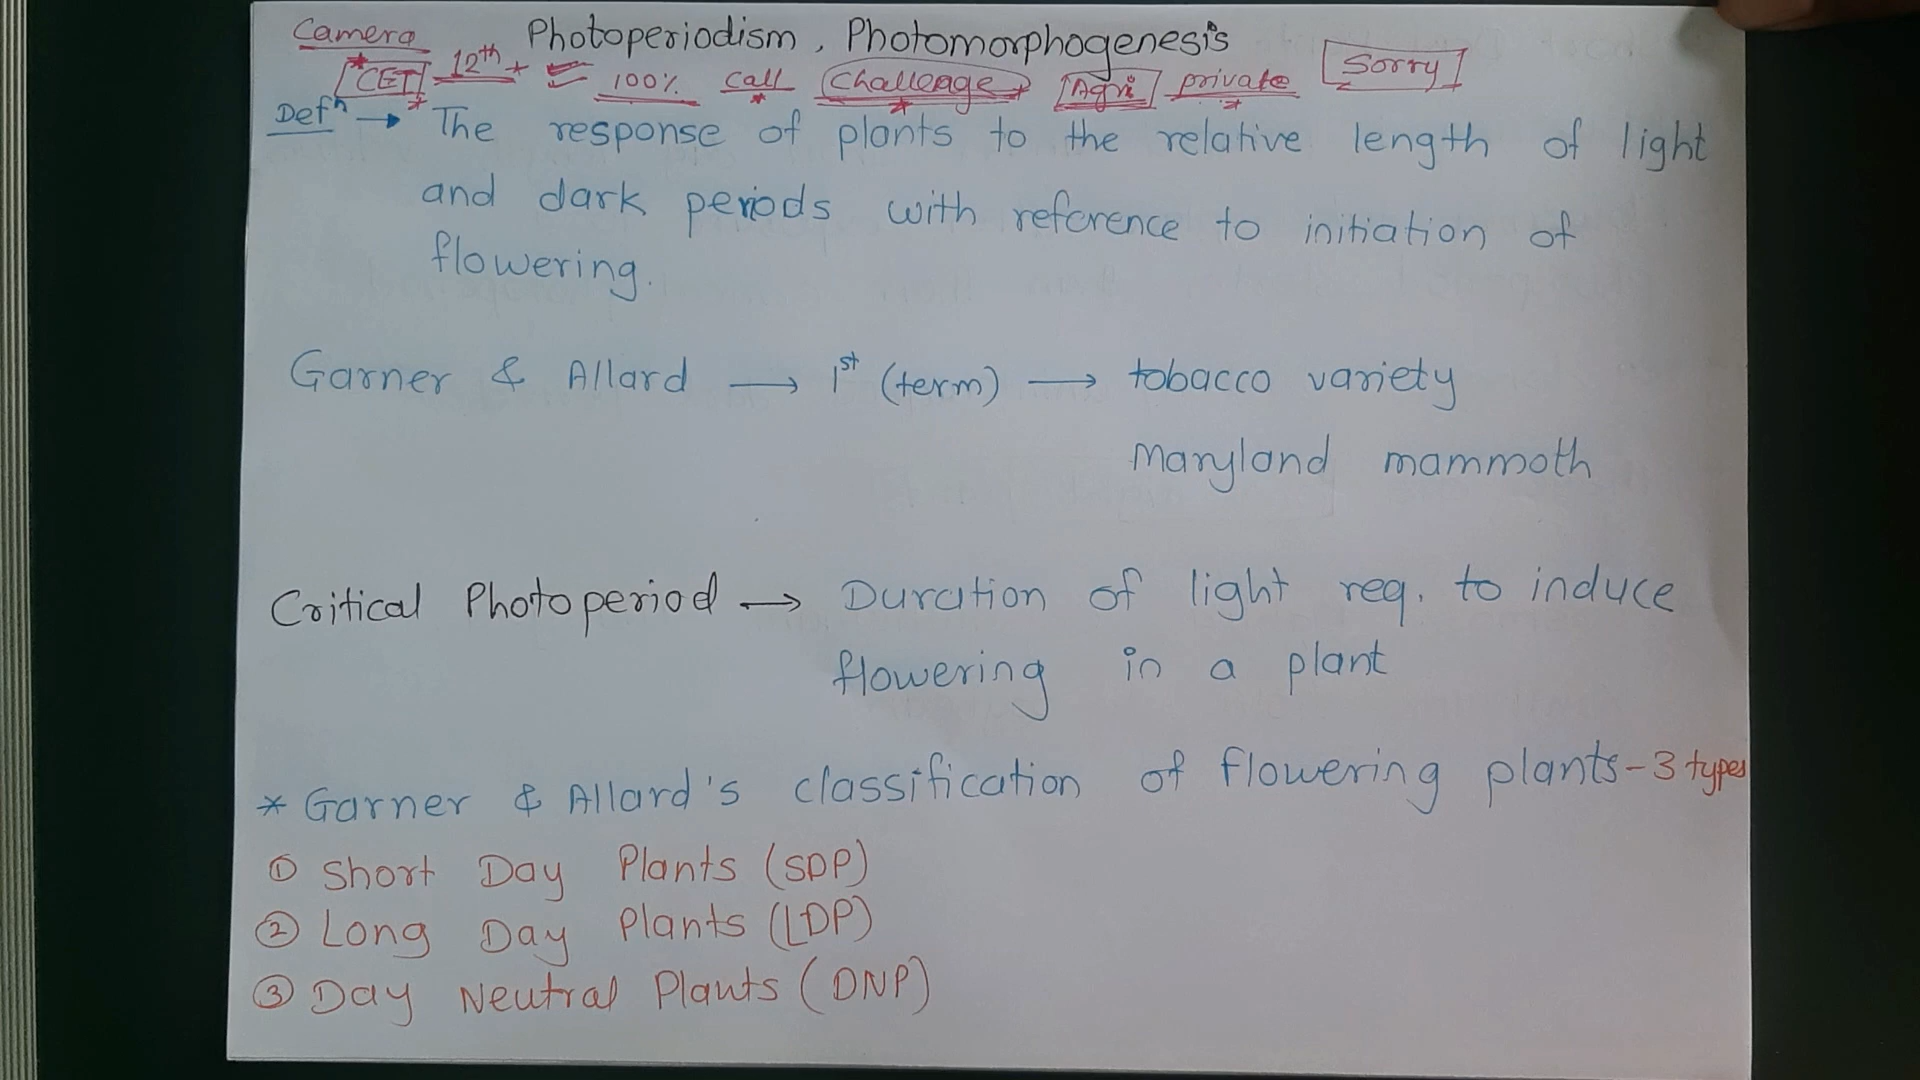 Camera Photoperiodism, Photomorphogenesis
CET 12th + 100% call Challenge Agri private Sorry
Defn → The response of plants to the relative length of light
and dark periods with reference to initiation of
flowering.
Garner & Allard → 1st (term) → tobacco variety
Maryland mammoth
Critical Photoperiod → Duration of light req. to induce
flowering in a plant
* Garner & Allard's classification of flowering plants - 3 types
① Short Day Plants (SDP)
② Long Day Plants (LDP)
③ Day Neutral Plants (DNP)